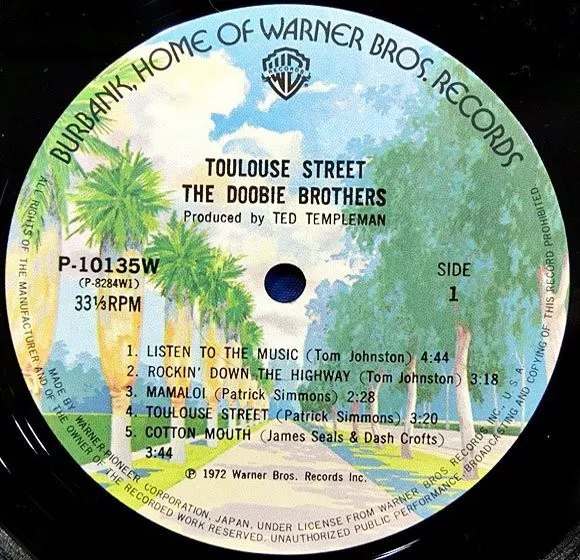 BURBANK, HOME OF WARNER BROS. RECORDS
WB
RECORDS
TOULOUSE STREET
THE DOOBIE BROTHERS
Produced by TED TEMPLEMAN
P-10135W
(P-8284W1)
33⅓RPM
SIDE
1
1. LISTEN TO THE MUSIC (Tom Johnston) 4:44
2. ROCKIN' DOWN THE HIGHWAY (Tom Johnston) 3:18
3. MAMALOI (Patrick Simmons) 2:28
4. TOULOUSE STREET (Patrick Simmons) 3:20
5. COTTON MOUTH (James Seals & Dash Crofts)
3:44
℗ 1972 Warner Bros. Records Inc.
MADE BY WARNER-PIONEER CORPORATION, JAPAN, UNDER LICENSE FROM WARNER BROS. RECORDS INC., U.S.A.
ALL RIGHTS OF THE MANUFACTURER AND OF THE OWNER OF THE RECORDED WORK RESERVED. UNAUTHORIZED PUBLIC PERFORMANCE, BROADCASTING AND COPYING OF THIS RECORD PROHIBITED